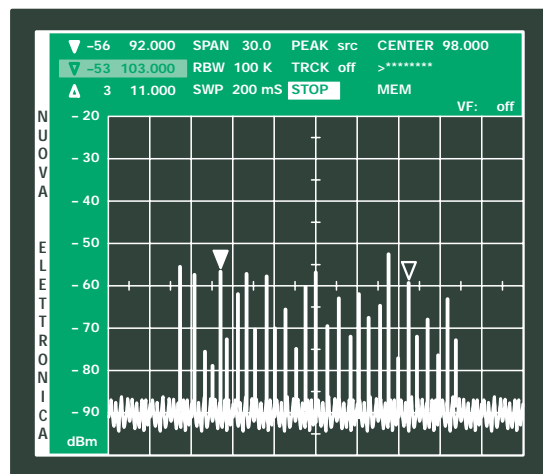 -56 92.000 SPAN 30.0 PEAK src CENTER 98.000
-53 103.000 RBW 100 K TRCK off >********
3 11.000 SWP 200 mS STOP MEM
VF: off
NUOVA ELETTRONICA
- 20
- 30
- 40
- 50
- 60
- 70
- 80
- 90
dBm